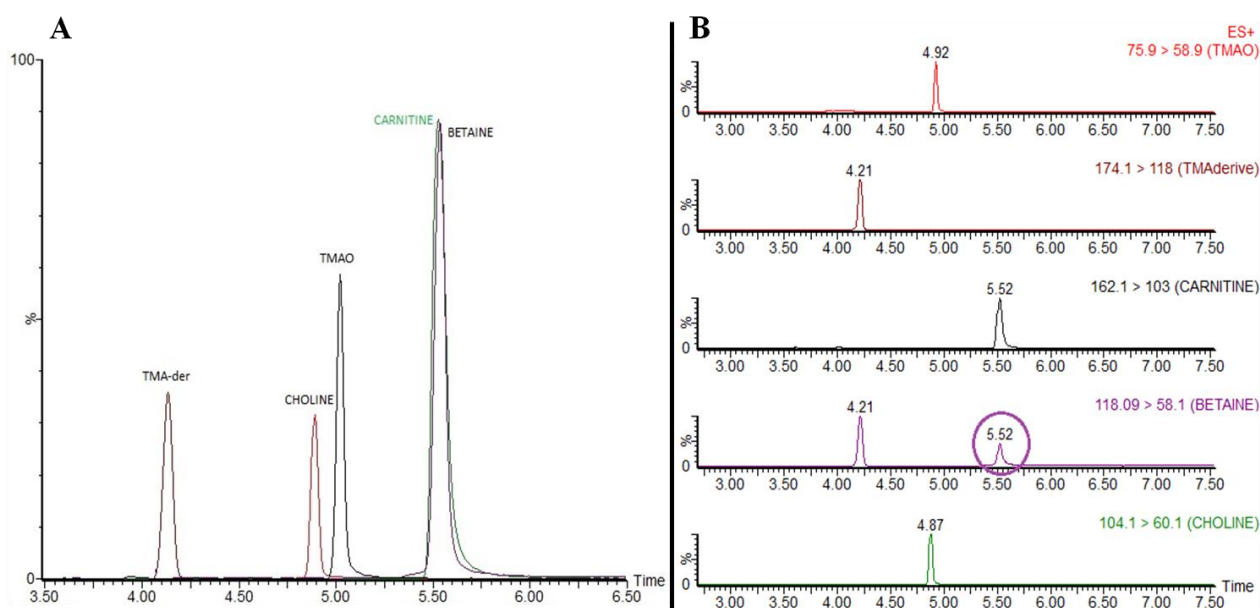 A
100
%
0
TMA-der
CHOLINE
TMAO
CARNITINE
BETAINE
4.00 4.50 5.00 5.50 6.00 6.50 Time
B
ES+
75.9 > 58.9 (TMAO)
4.92
%
0
3.00 3.50 4.00 4.50 5.00 5.50 6.00 6.50 7.00 7.50
174.1 > 118 (TMAderive)
4.21
%
0
3.00 3.50 4.00 4.50 5.00 5.50 6.00 6.50 7.00 7.50
162.1 > 103 (CARNITINE)
5.52
%
0
3.00 3.50 4.00 4.50 5.00 5.50 6.00 6.50 7.00 7.50
118.09 > 58.1 (BETAINE)
4.21 5.52
%
0
3.00 3.50 4.00 4.50 5.00 5.50 6.00 6.50 7.00 7.50
104.1 > 60.1 (CHOLINE)
4.87
%
0 Time
3.00 3.50 4.00 4.50 5.00 5.50 6.00 6.50 7.00 7.50